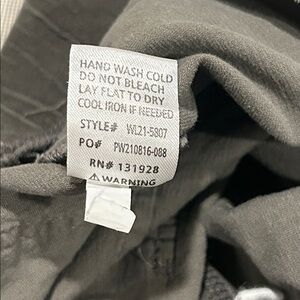 HAND WASH COLD
DO NOT BLEACH
LAY FLAT TO DRY
COOL IRON IF NEEDED
STYLE# WL21-5807
PO# PW210816-088
RN# 131928
⚠WARNING